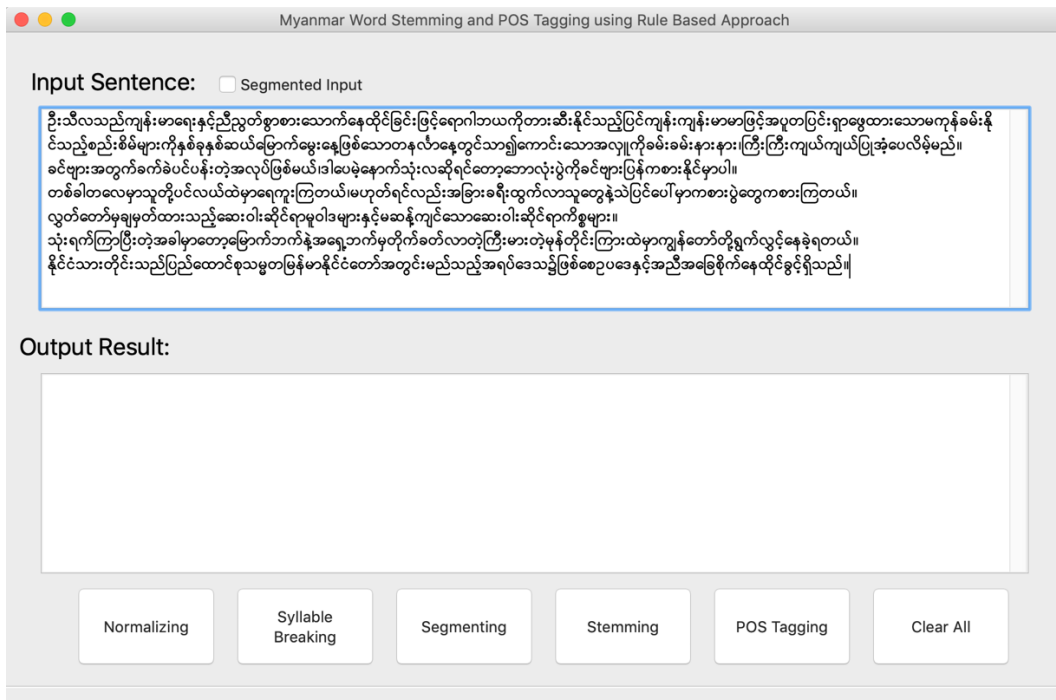 Myanmar Word Stemming and POS Tagging using Rule Based Approach
Input Sentence: Segmented Input
ဦးသီလသည်ကျန်းမာရေးနှင့်ညီညွတ်စွာစားသောက်နေထိုင်ခြင်းဖြင့်ရောဂါဘယကိုတားဆီးနိုင်သည့်ပြင်ကျန်းကျန်းမာမာဖြင့်အပူတပြင်းရှာဖွေထားသောမကုန်ခမ်းနို
င်သည့်စည်းစိမ်များကိုနှစ်ခုနှစ်ဆယ်မြောက်မွေးနေ့ဖြစ်သောတနင်္လာနေ့တွင်သာ၍ကောင်းသောအလှူကိုခမ်းခမ်းနားနား၊ကြီးကြီးကျယ်ကျယ်ပြုအံ့ပေလိမ့်မည်။
ခင်ဗျားအတွက်ခက်ခဲပင်ပန်းတဲ့အလုပ်ဖြစ်မယ်၊ဒါပေမဲ့နောက်သုံးလဆိုရင်တော့ဘောလုံးပွဲကိုခင်ဗျားပြန်ကစားနိုင်မှာပါ။
တစ်ခါတလေမှာသူတို့ပင်လယ်ထဲမှာရေကူးကြတယ်၊မဟုတ်ရင်လည်းအခြားခရီးထွက်လာသူတွေနဲ့သဲပြင်ပေါ်မှာကစားပွဲတွေကစားကြတယ်။
လွှတ်တော်မှချမှတ်ထားသည့်ဆေးဝါးဆိုင်ရာမူဝါဒများနှင့်မဆန့်ကျင်သောဆေးဝါးဆိုင်ရာကိစ္စများ။
သုံးရက်ကြာပြီးတဲ့အခါမှာတော့မြောက်ဘက်နဲ့အရှေ့ဘက်မှတိုက်ခတ်လာတဲ့ကြီးမားတဲ့မုန်တိုင်းကြားထဲမှာကျွန်တော်တို့ရွက်လွှင့်နေခဲ့ရတယ်။
နိုင်ငံသားတိုင်းသည်ပြည်ထောင်စုသမ္မတမြန်မာနိုင်ငံတော်အတွင်းမည်သည့်အရပ်ဒေသ၌ဖြစ်စေဥပဒေနှင့်အညီအခြေစိုက်နေထိုင်ခွင့်ရှိသည်။
Output Result:
Normalizing
Syllable
Breaking
Segmenting
Stemming
POS Tagging
Clear All